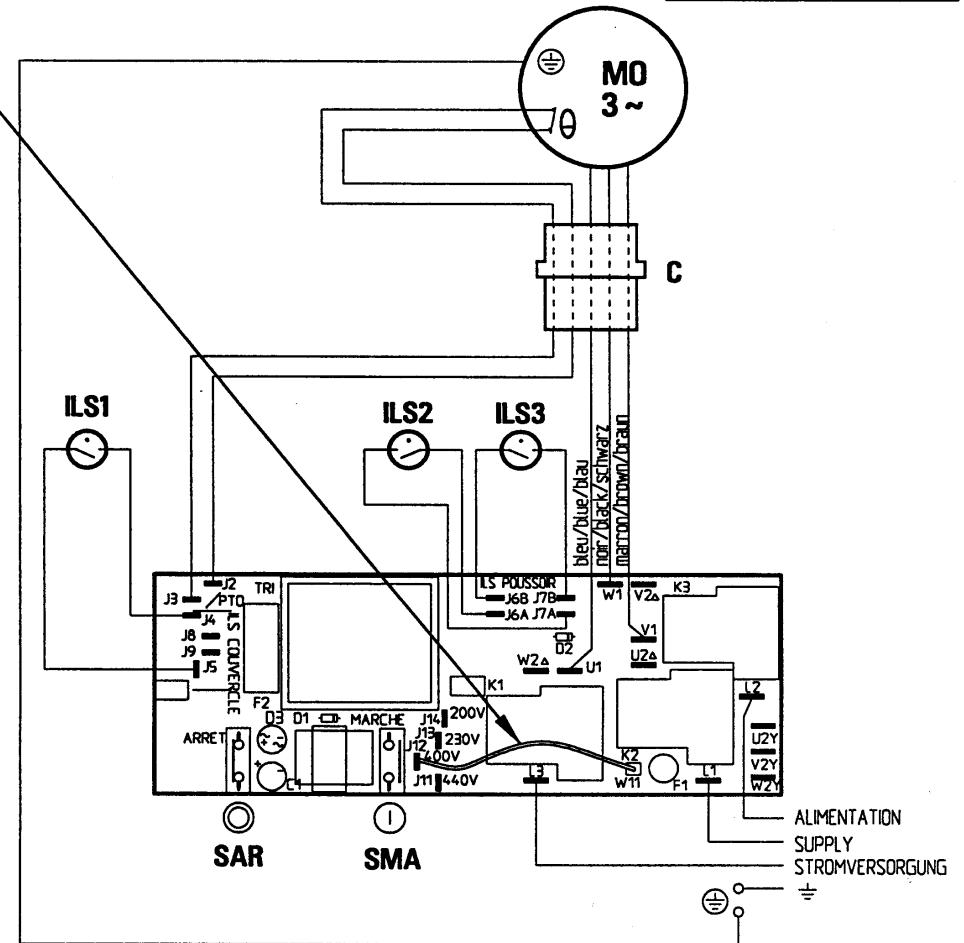 MO
3 ~
θ
C
ILS1
ILS2
ILS3
bleu/blue/blau
noir/black/schwarz
marron/brown/braun
J2
TRI
ILS POUSSOIR
J3
PTO
J6B
J7B
W1
V2△
K3
J4
J6A
J7A
J8
V1
J9
D2
U2△
J5
W2△
U1
ILS COUVERCLE
K1
L2
F2
D3
D1
MARCHE
J14
200V
ARRET
J13
230V
U2Y
J12
400V
K2
V2Y
C1
J11
440V
L3
W11
F1
L1
W2Y
SAR
SMA
ALIMENTATION
SUPPLY
STROMVERSORGUNG